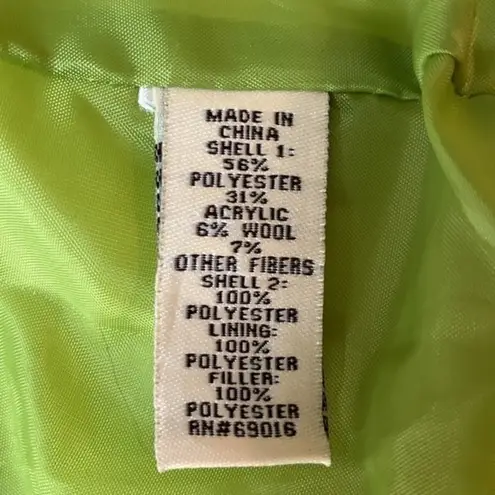 MADE IN
CHINA
SHELL 1:
56%
POLYESTER
31%
ACRYLIC
6% WOOL
7%
OTHER FIBERS
SHELL 2:
100%
POLYESTER
LINING:
100%
POLYESTER
FILLER:
100%
POLYESTER
RN#69016